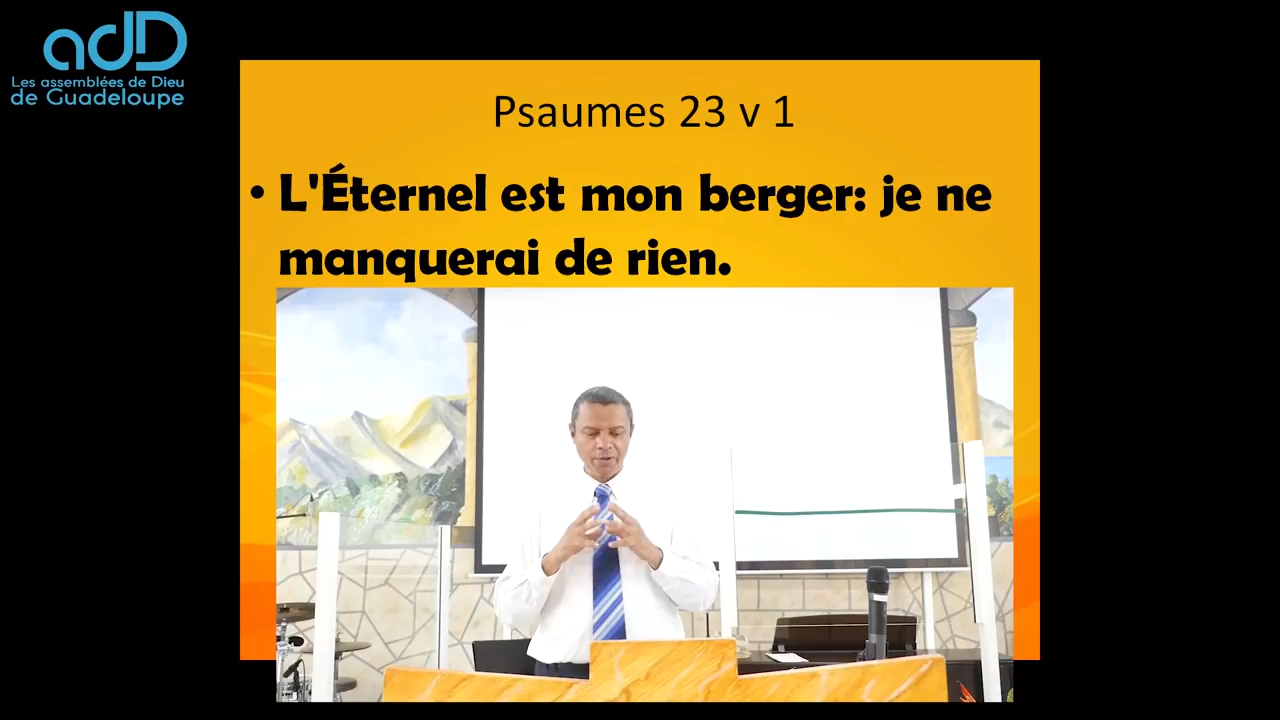 adD
Les assemblées de Dieu
de Guadeloupe
Psaumes 23 v 1
• L'Éternel est mon berger: je ne
manquerai de rien.